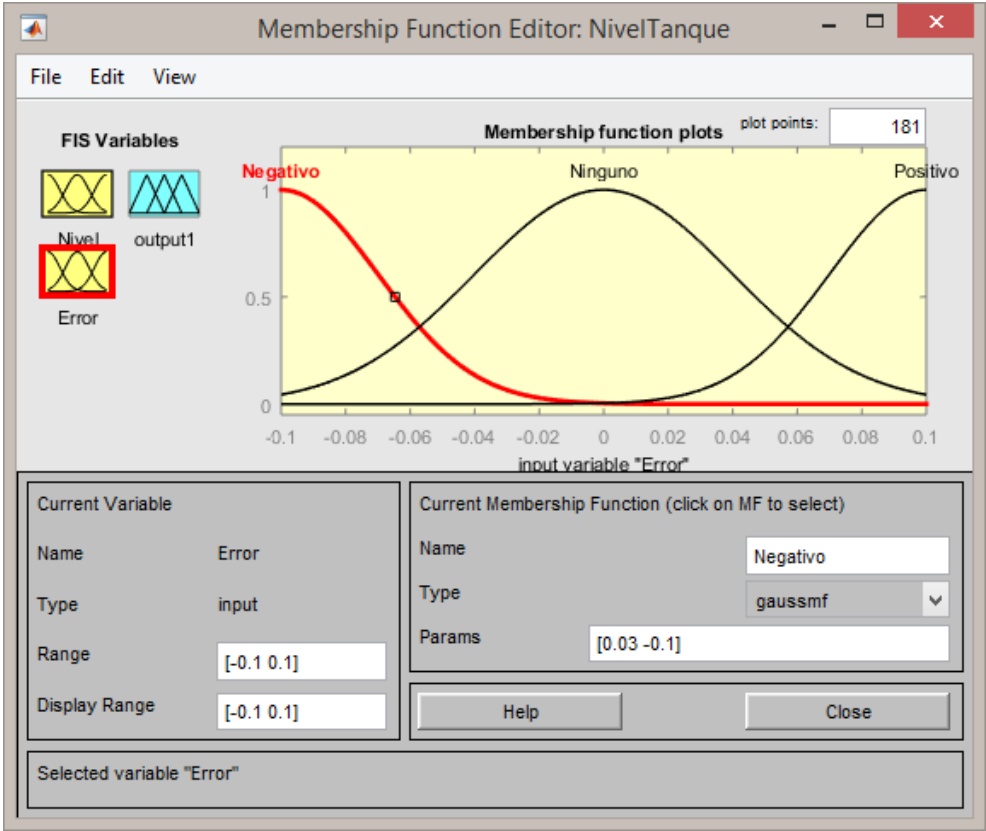 Membership Function Editor: NivelTanque
File Edit View
FIS Variables
Nivel
output1
Error
Membership function plots
plot points:
181
Negativo
Ninguno
Positivo
1
0.5
0
-0.1 -0.08 -0.06 -0.04 -0.02 0 0.02 0.04 0.06 0.08 0.1
input variable "Error"
Current Variable
Name Error
Type input
Range [-0.1 0.1]
Display Range [-0.1 0.1]
Current Membership Function (click on MF to select)
Name Negativo
Type gaussmf
Params [0.03 -0.1]
Help Close
Selected variable "Error"